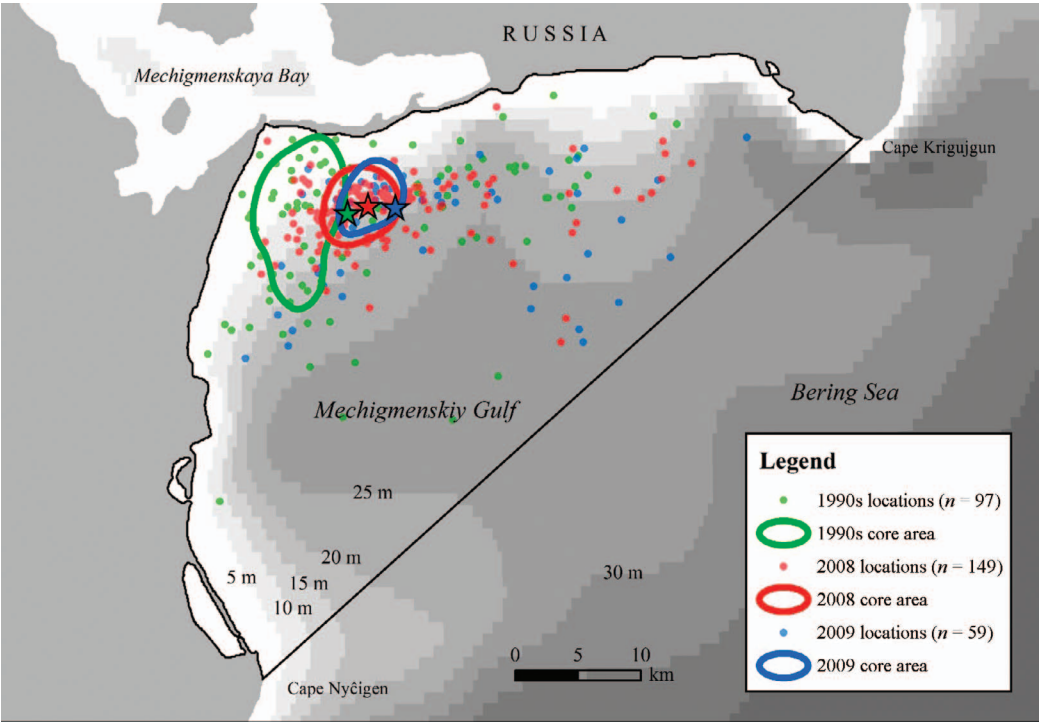 RUSSIA
Mechigmenskaya Bay
Cape Krigujgun
Mechigmenskiy Gulf
Bering Sea
25 m
20 m
5 m
15 m
10 m
30 m
Cape Nyĉigen
0 5 10
km
Legend
1990s locations (n = 97)
1990s core area
2008 locations (n = 149)
2008 core area
2009 locations (n = 59)
2009 core area